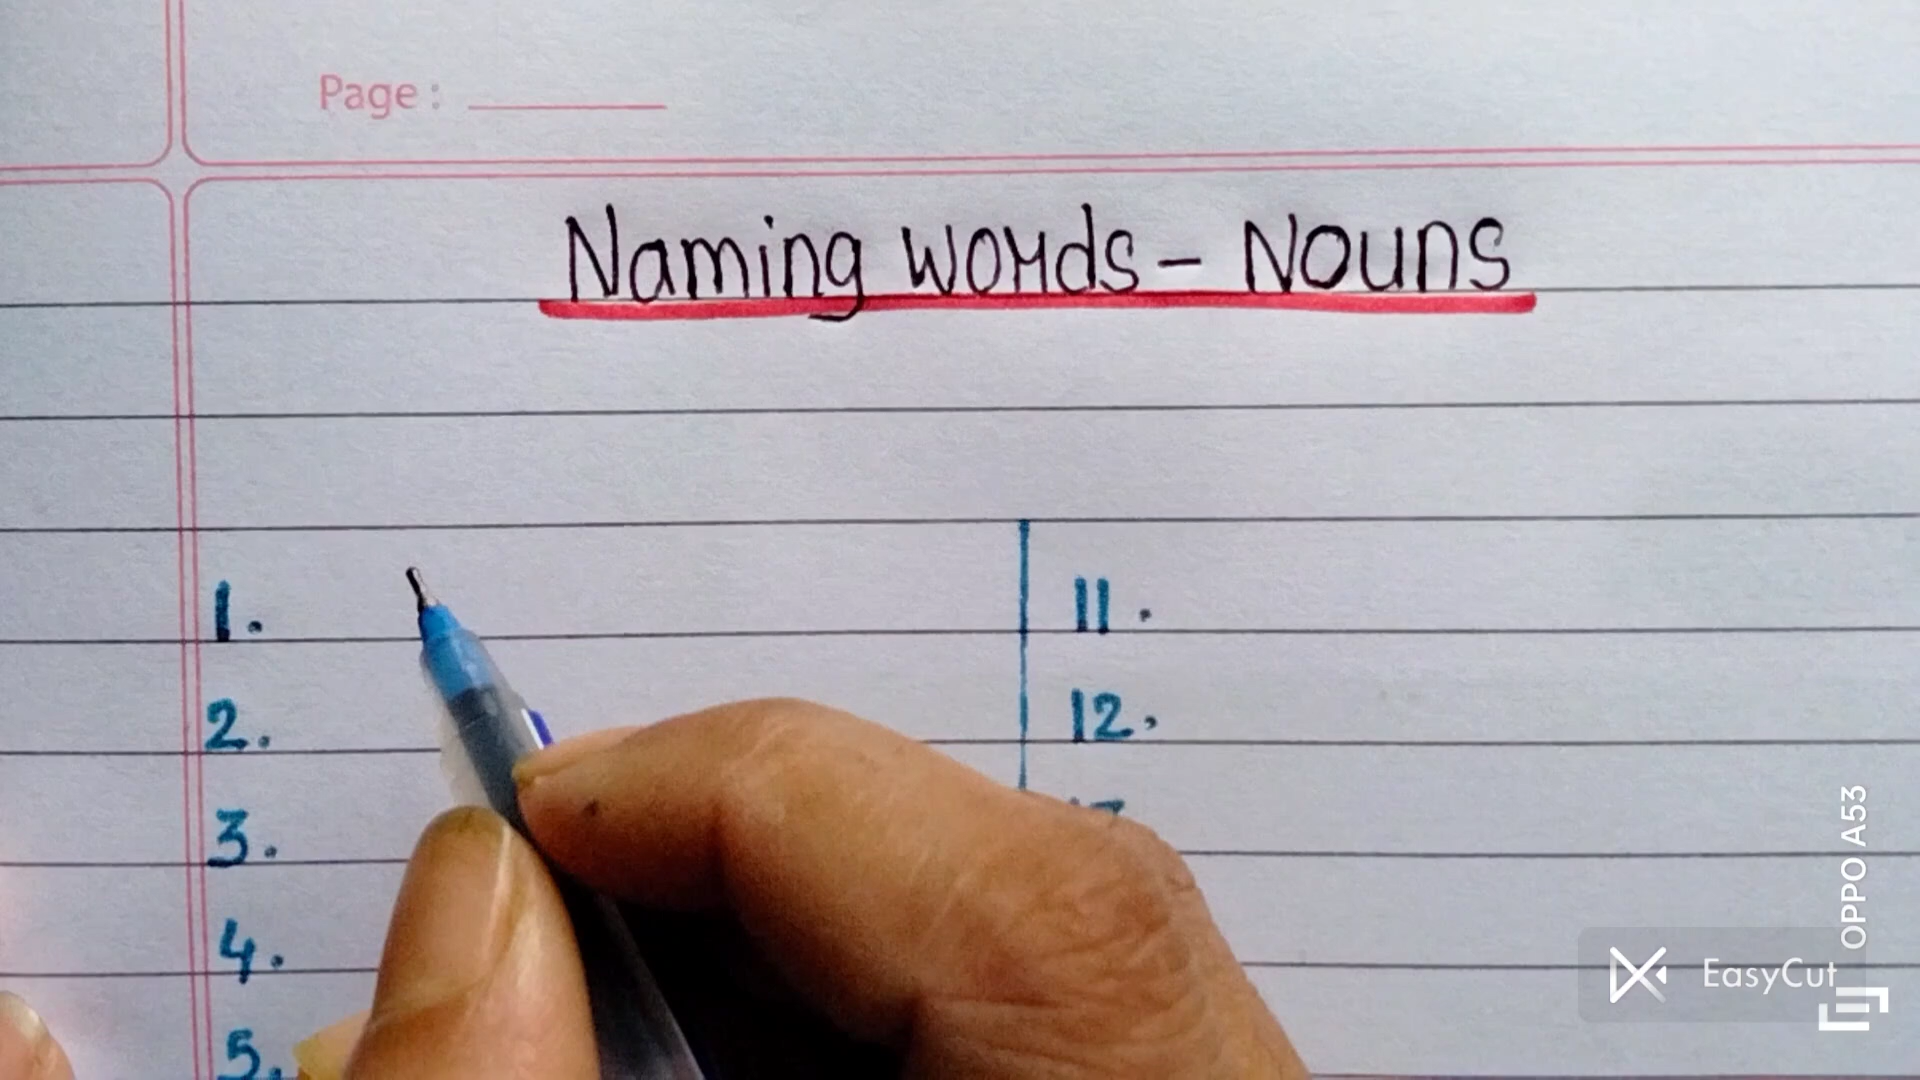 Page :
Naming words - Nouns
1.
11.
2.
12.
3.
4.
5.
OPPO A53
EasyCut